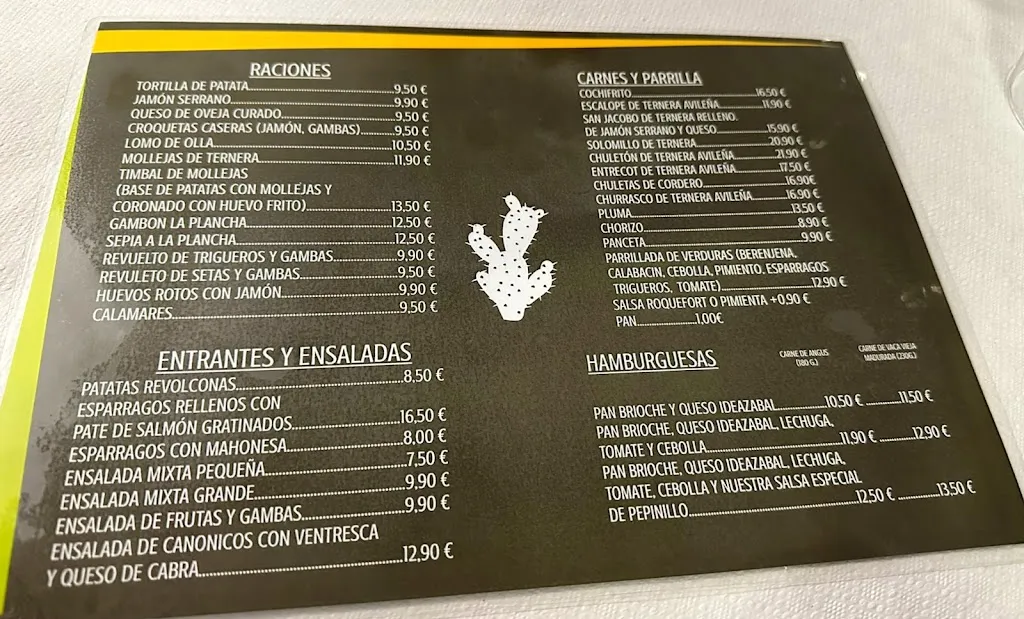 RACIONES
TORTILLA DE PATATA.....9,50 €
JAMÓN SERRANO.....9,90 €
QUESO DE OVEJA CURADO.....9,50 €
CROQUETAS CASERAS (JAMÓN, GAMBAS).....9,50 €
LOMO DE OLLA.....10,50 €
MOLLEJAS DE TERNERA.....11,90 €
TIMBAL DE MOLLEJAS
(BASE DE PATATAS CON MOLLEJAS Y
CORONADO CON HUEVO FRITO).....13,50 €
GAMBON LA PLANCHA.....12,50 €
SEPIA A LA PLANCHA.....12,50 €
REVUELTO DE TRIGUEROS Y GAMBAS.....9,90 €
REVULETO DE SETAS Y GAMBAS.....9,50 €
HUEVOS ROTOS CON JAMÓN.....9,90 €
CALAMARES.....9,50 €
ENTRANTES Y ENSALADAS
PATATAS REVOLCONAS.....8,50 €
ESPARRAGOS RELLENOS CON
PATE DE SALMÓN GRATINADOS.....16,50 €
ESPARRAGOS CON MAHONESA.....8,00 €
ENSALADA MIXTA PEQUEÑA.....7,50 €
ENSALADA MIXTA GRANDE.....9,90 €
ENSALADA DE FRUTAS Y GAMBAS.....9,90 €
ENSALADA DE CANONICOS CON VENTRESCA
Y QUESO DE CABRA.....12,90 €
CARNES Y PARRILLA
COCHIFRITO.....16,50 €
ESCALOPE DE TERNERA AVILEÑA.....11,90 €
SAN JACOBO DE TERNERA RELLENO.
DE JAMÓN SERRANO Y QUESO.....15,90 €
SOLOMILLO DE TERNERA.....20,90 €
CHULETÓN DE TERNERA AVILEÑA.....21,90 €
ENTRECOT DE TERNERA AVILEÑA.....17,50 €
CHULETAS DE CORDERO.....16,90€
CHURRASCO DE TERNERA AVILEÑA.....16,90 €
PLUMA.....13,50 €
CHORIZO.....8,90 €
PANCETA.....9,90 €
PARRILLADA DE VERDURAS (BERENJENA,
CALABACIN, CEBOLLA, PIMIENTO, ESPARRAGOS
TRIGUEROS, TOMATE).....12,90 €
SALSA ROQUEFORT O PIMIENTA +0,90 €
PAN.....1,00€
HAMBURGUESAS
CARNE DE ANGUS
(180 G.)
CARNE DE VACA VIEJA
MADURADA (230G.)
PAN BRIOCHE Y QUESO IDEAZABAL.....10,50 € .....11,50 €
PAN BRIOCHE, QUESO IDEAZABAL, LECHUGA,
TOMATE Y CEBOLLA.....11,90 € .....12,90 €
PAN BRIOCHE, QUESO IDEAZABAL, LECHUGA,
TOMATE, CEBOLLA Y NUESTRA SALSA ESPECIAL
DE PEPINILLO.....12,50 € .....13,50 €